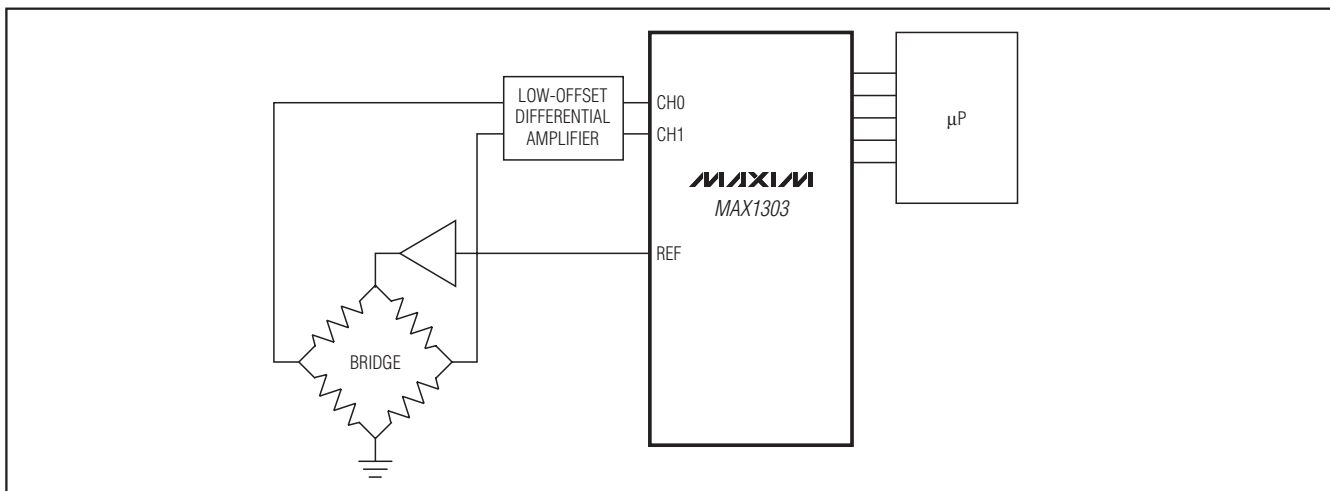 LOW-OFFSET
DIFFERENTIAL
AMPLIFIER
CH0
CH1
MAXIM
MAX1303
REF
BRIDGE
µP